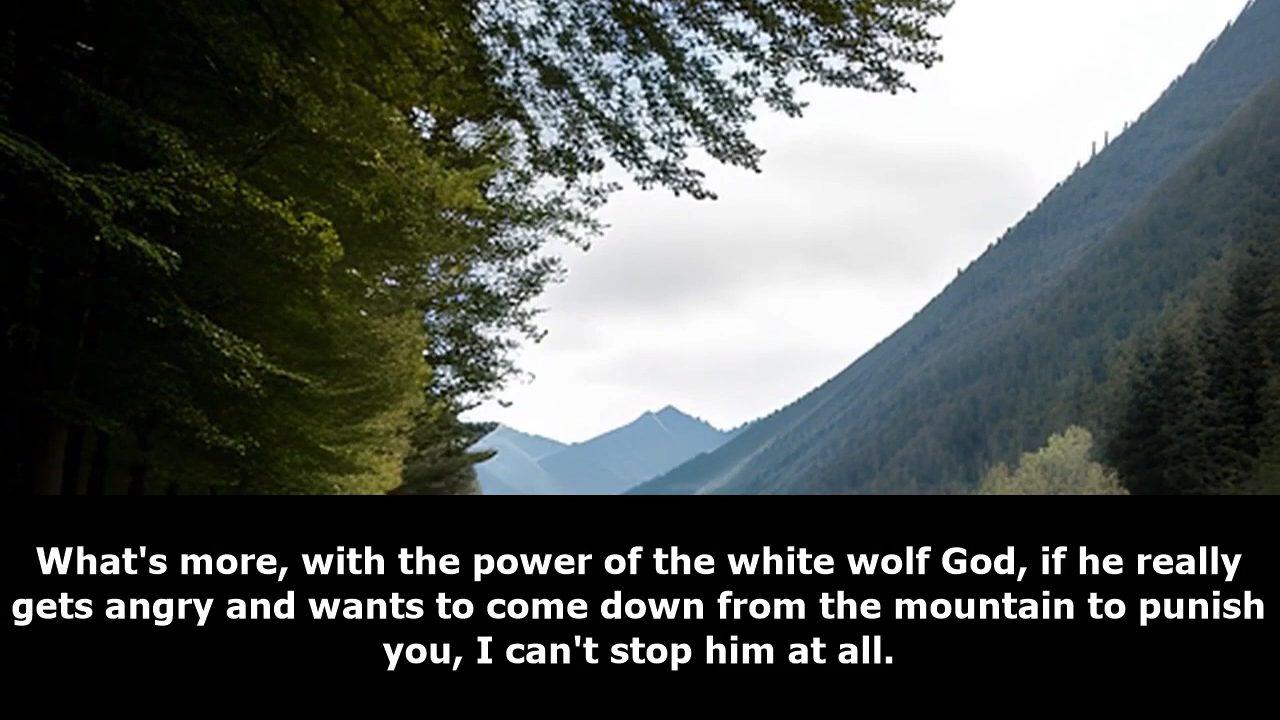 What's more, with the power of the white wolf God, if he really
gets angry and wants to come down from the mountain to punish
you, I can't stop him at all.